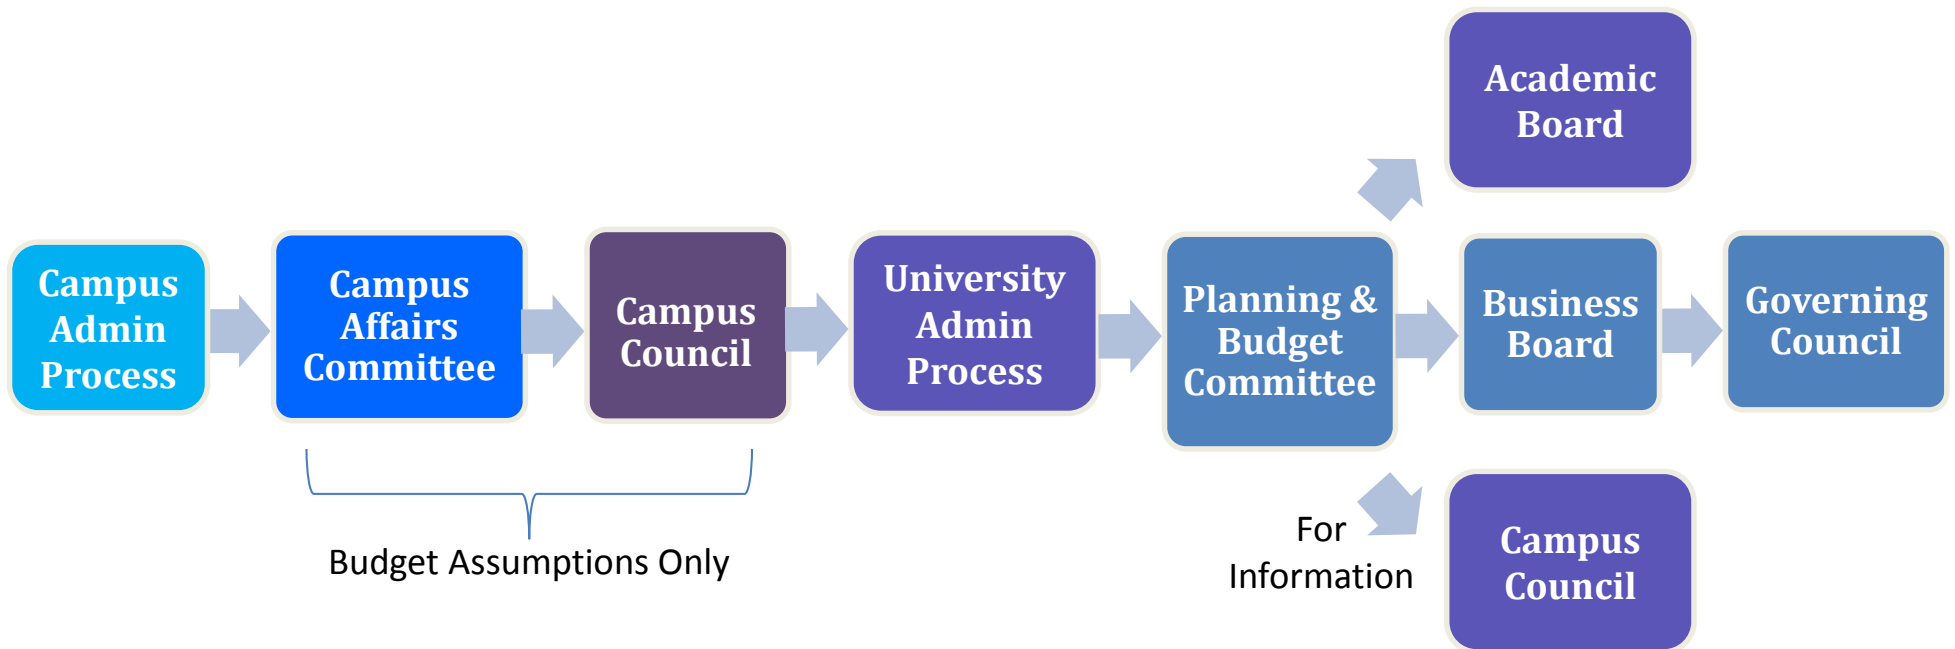 Campus
Admin
Process
Campus
Affairs
Committee
Campus
Council
University
Admin
Process
Planning &
Budget
Committee
Academic
Board
Business
Board
Governing
Council
Budget Assumptions Only
For
Information
Campus
Council